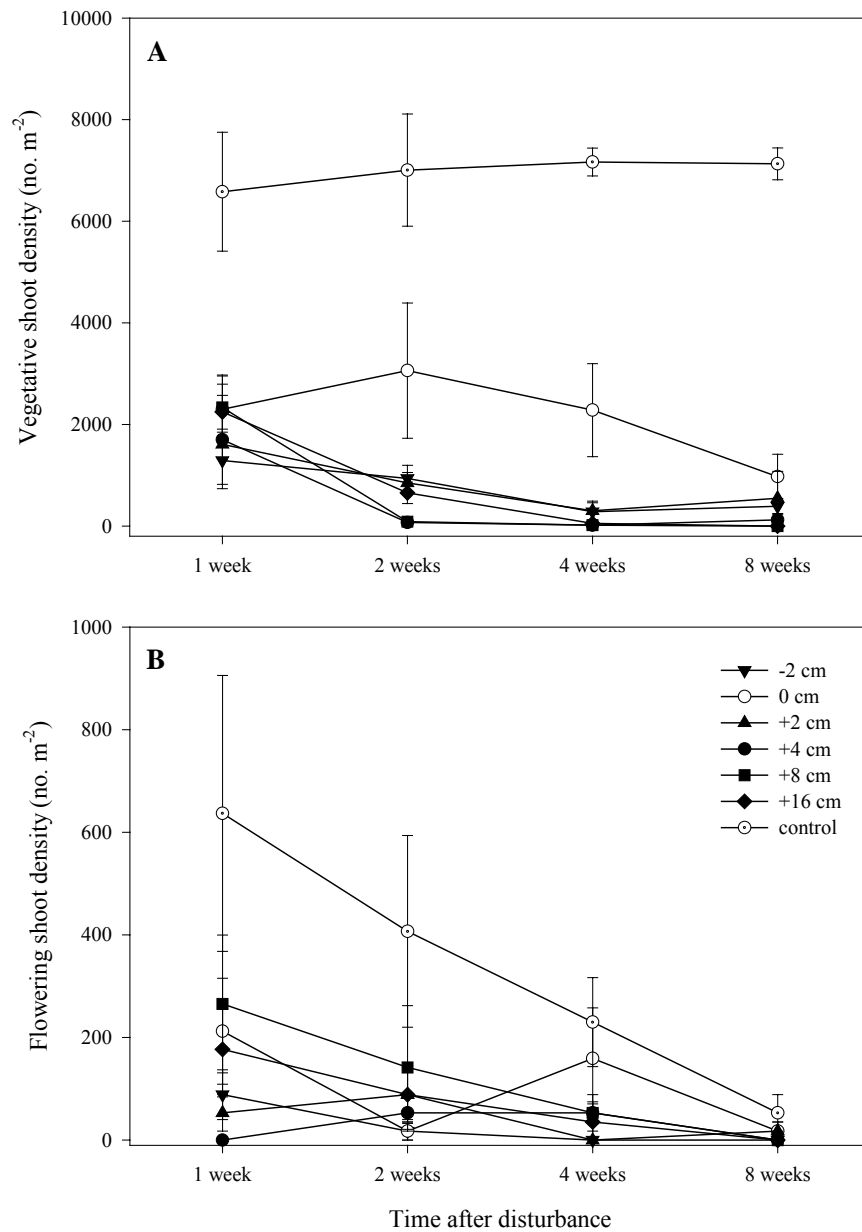 A
Vegetative shoot density (no. m⁻²)
10000
8000
6000
4000
2000
0
1 week 2 weeks 4 weeks 8 weeks
B
Flowering shoot density (no. m⁻²)
1000
800
600
400
200
0
-2 cm
0 cm
+2 cm
+4 cm
+8 cm
+16 cm
control
1 week 2 weeks 4 weeks 8 weeks
Time after disturbance